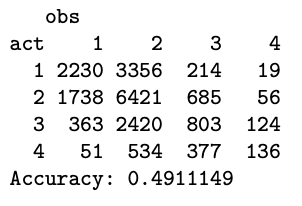 obs
act 1 2 3 4
1 2230 3356 214 19
2 1738 6421 685 56
3 363 2420 803 124
4 51 534 377 136
Accuracy: 0.4911149